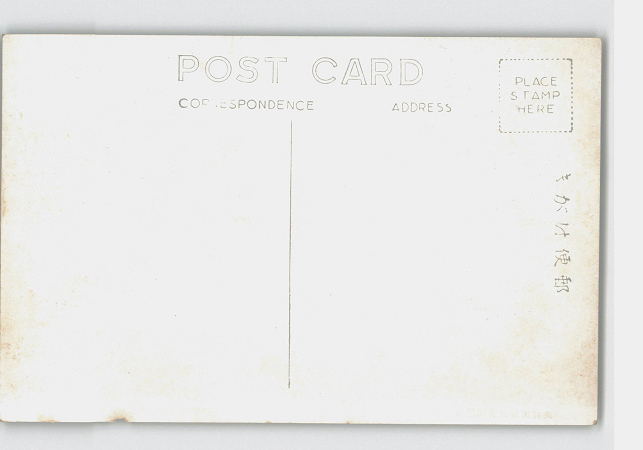 POST CARD
CORRESPONDENCE
ADDRESS
PLACE
STAMP
HERE
郵便はがき